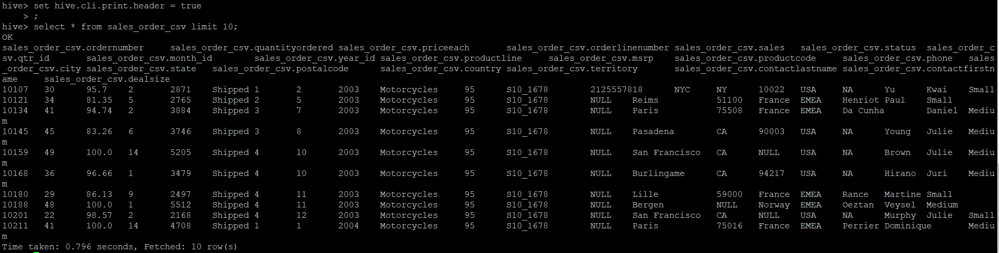 hive> set hive.cli.print.header = true
    > ;
hive> select * from sales_order_csv limit 10;
OK
sales_order_csv.ordernumber     sales_order_csv.quantityordered sales_order_csv.priceeach       sales_order_csv.orderlinenumber sales_order_csv.sales   sales_order_csv.status  sales_order_c
sv.qtr_id       sales_order_csv.month_id        sales_order_csv.year_id sales_order_csv.productline     sales_order_csv.msrp    sales_order_csv.productcode     sales_order_csv.phone   sales
_order_csv.city sales_order_csv.state   sales_order_csv.postalcode      sales_order_csv.country sales_order_csv.territory       sales_order_csv.contactlastname sales_order_csv.contactfirstn
ame     sales_order_csv.dealsize
10107   30      95.7    2       2871    Shipped 1       2       2003    Motorcycles     95      S10_1678        2125557818      NYC     NY      10022   USA     NA      Yu      Kwai    Small
10121   34      81.35   5       2765    Shipped 2       5       2003    Motorcycles     95      S10_1678        NULL    Reims           51100   France  EMEA    Henriot Paul    Small
10134   41      94.74   2       3884    Shipped 3       7       2003    Motorcycles     95      S10_1678        NULL    Paris           75508   France  EMEA    Da Cunha        Daniel  Mediu
m
10145   45      83.26   6       3746    Shipped 3       8       2003    Motorcycles     95      S10_1678        NULL    Pasadena        CA      90003   USA     NA      Young   Julie   Mediu
m
10159   49      100.0   14      5205    Shipped 4       10      2003    Motorcycles     95      S10_1678        NULL    San Francisco   CA      NULL    USA     NA      Brown   Julie   Mediu
m
10168   36      96.66   1       3479    Shipped 4       10      2003    Motorcycles     95      S10_1678        NULL    Burlingame      CA      94217   USA     NA      Hirano  Juri    Mediu
m
10180   29      86.13   9       2497    Shipped 4       11      2003    Motorcycles     95      S10_1678        NULL    Lille           59000   France  EMEA    Rance   Martine Small
10188   48      100.0   1       5512    Shipped 4       11      2003    Motorcycles     95      S10_1678        NULL    Bergen          NULL    Norway  EMEA    Oeztan  Veysel  Medium
10201   22      98.57   2       2168    Shipped 4       12      2003    Motorcycles     95      S10_1678        NULL    San Francisco   CA      NULL    USA     NA      Murphy  Julie   Small
10211   41      100.0   14      4708    Shipped 1       1       2004    Motorcycles     95      S10_1678        NULL    Paris           75016   France  EMEA    Perrier Dominique       Mediu
m
Time taken: 0.796 seconds, Fetched: 10 row(s)